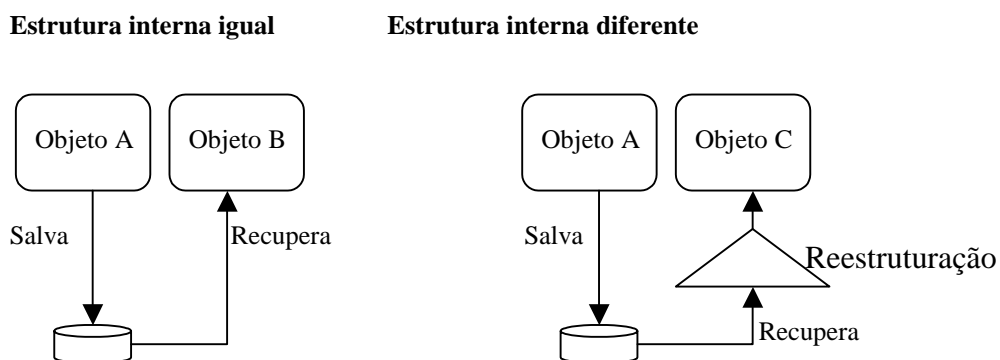 Estrutura interna igual
Estrutura interna diferente
Objeto A
Objeto B
Objeto A
Objeto C
Salva
Recupera
Salva
Reestruturação
Recupera